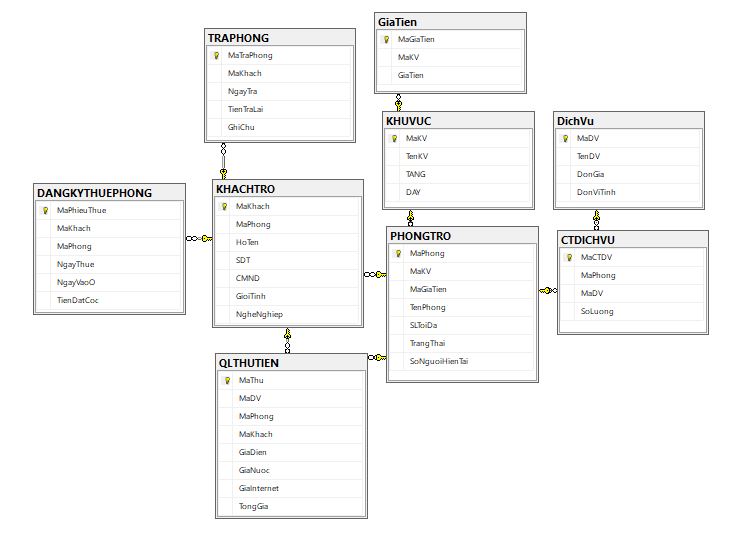 TRAPHONG
MaTraPhong
MaKhach
NgayTra
TienTraLai
GhiChu
GiaTien
MaGiaTien
MaKV
GiaTien
KHUVUC
MaKV
TenKV
TANG
DAY
DichVu
MaDV
TenDV
DonGia
DonViTinh
DANGKYTHUEPHONG
MaPhieuThue
MaKhach
MaPhong
NgayThue
NgayVaoO
TienDatCoc
KHACHTRO
MaKhach
MaPhong
HoTen
SDT
CMND
GioiTinh
NgheNghiep
PHONGTRO
MaPhong
MaKV
MaGiaTien
TenPhong
SLToiDa
TrangThai
SoNguoiHienTai
CTDICHVU
MaCTDV
MaPhong
MaDV
SoLuong
QLTHUTIEN
MaThu
MaDV
MaPhong
MaKhach
GiaDien
GiaNuoc
GiaInternet
TongGia